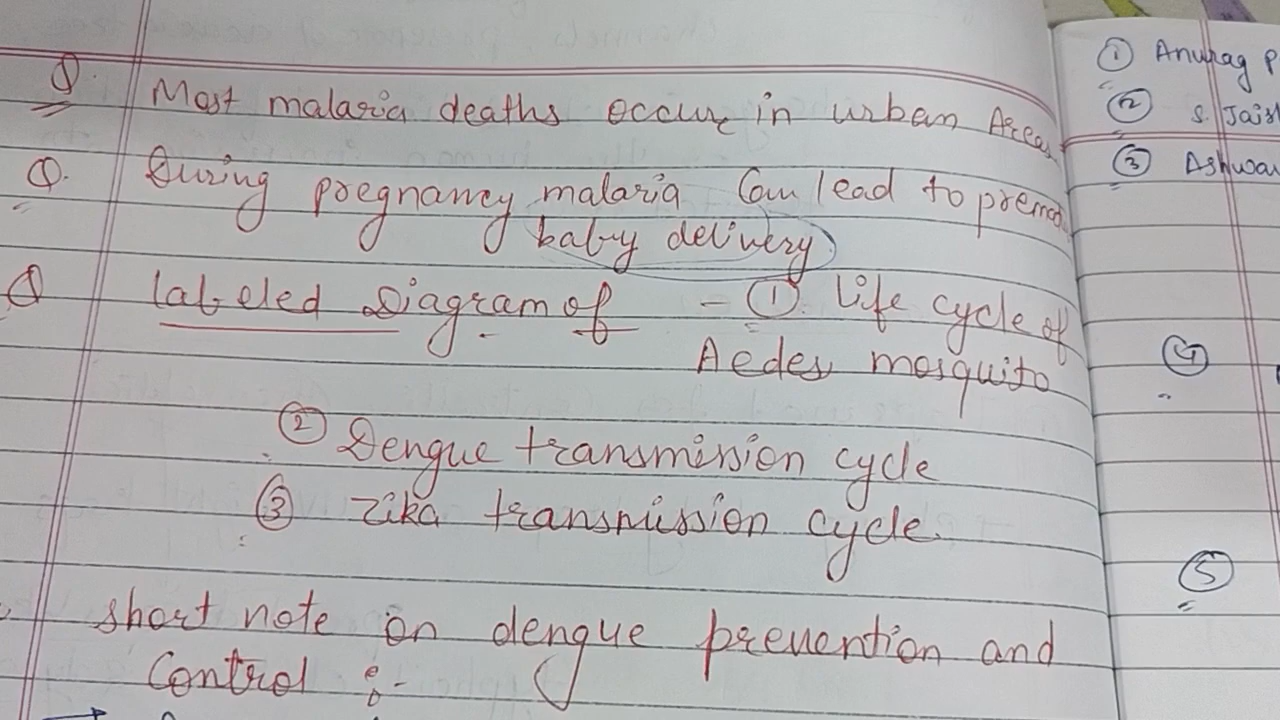 Q. Most malaria deaths occur in urban Areas
Q. During pregnancy malaria Can lead to premat
baby delivery
Q Labeled Diagram of - ① Life cycle of
Aedes mosquito
② Dengue transmission cycle
③ Zika transmission cycle.
short note on dengue prevention and
Control :-
① Anurag P
② S. Jais
③ Ashwa
④
⑤